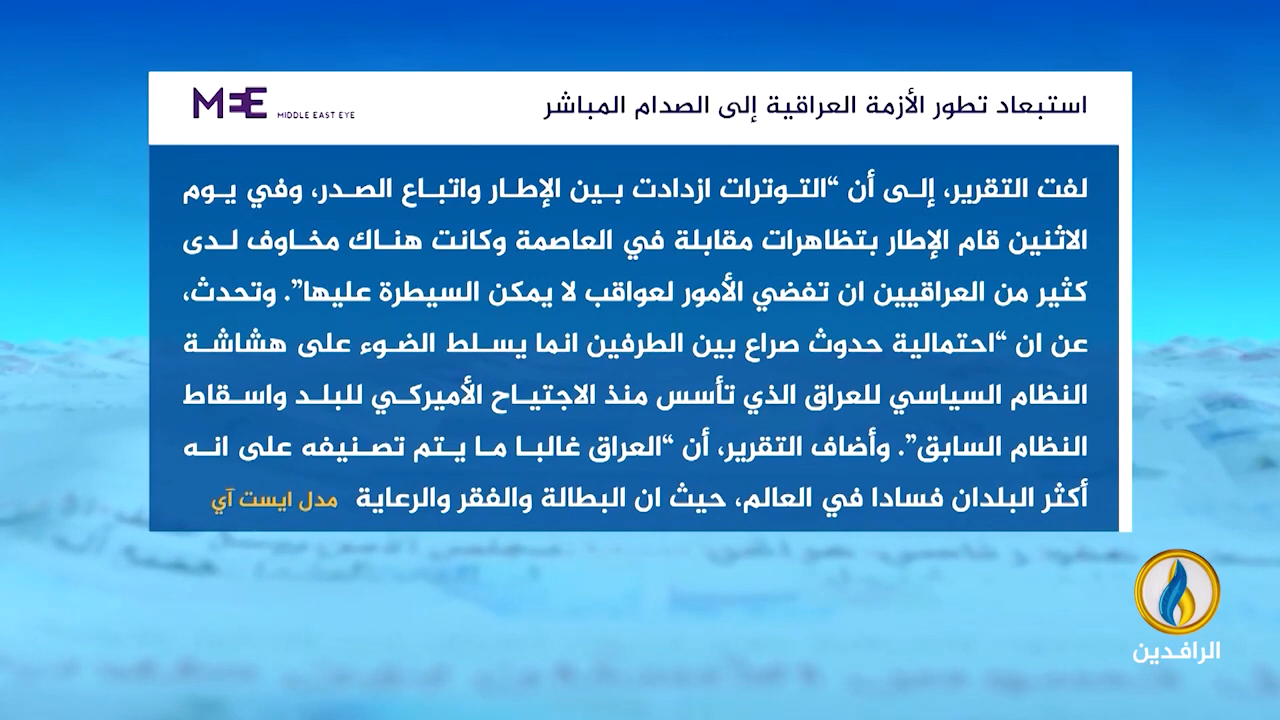 استبعاد تطور الأزمة العراقية إلى الصدام المباشر
MEE MIDDLE EAST EYE
لفت التقرير، إلى أن “التوترات ازدادت بين الإطار واتباع الصدر، وفي يوم
الاثنين قام الإطار بتظاهرات مقابلة في العاصمة وكانت هناك مخاوف لدى
كثير من العراقيين ان تفضي الأمور لعواقب لا يمكن السيطرة عليها”. وتحدث،
عن ان “احتمالية حدوث صراع بين الطرفين انما يسلط الضوء على هشاشة
النظام السياسي للعراق الذي تأسس منذ الاجتياح الأميركي للبلد واسقاط
النظام السابق”. وأضاف التقرير، أن “العراق غالبا ما يتم تصنيفه على انه
أكثر البلدان فسادا في العالم، حيث ان البطالة والفقر والرعاية
مدل ايست آي
الرافدين